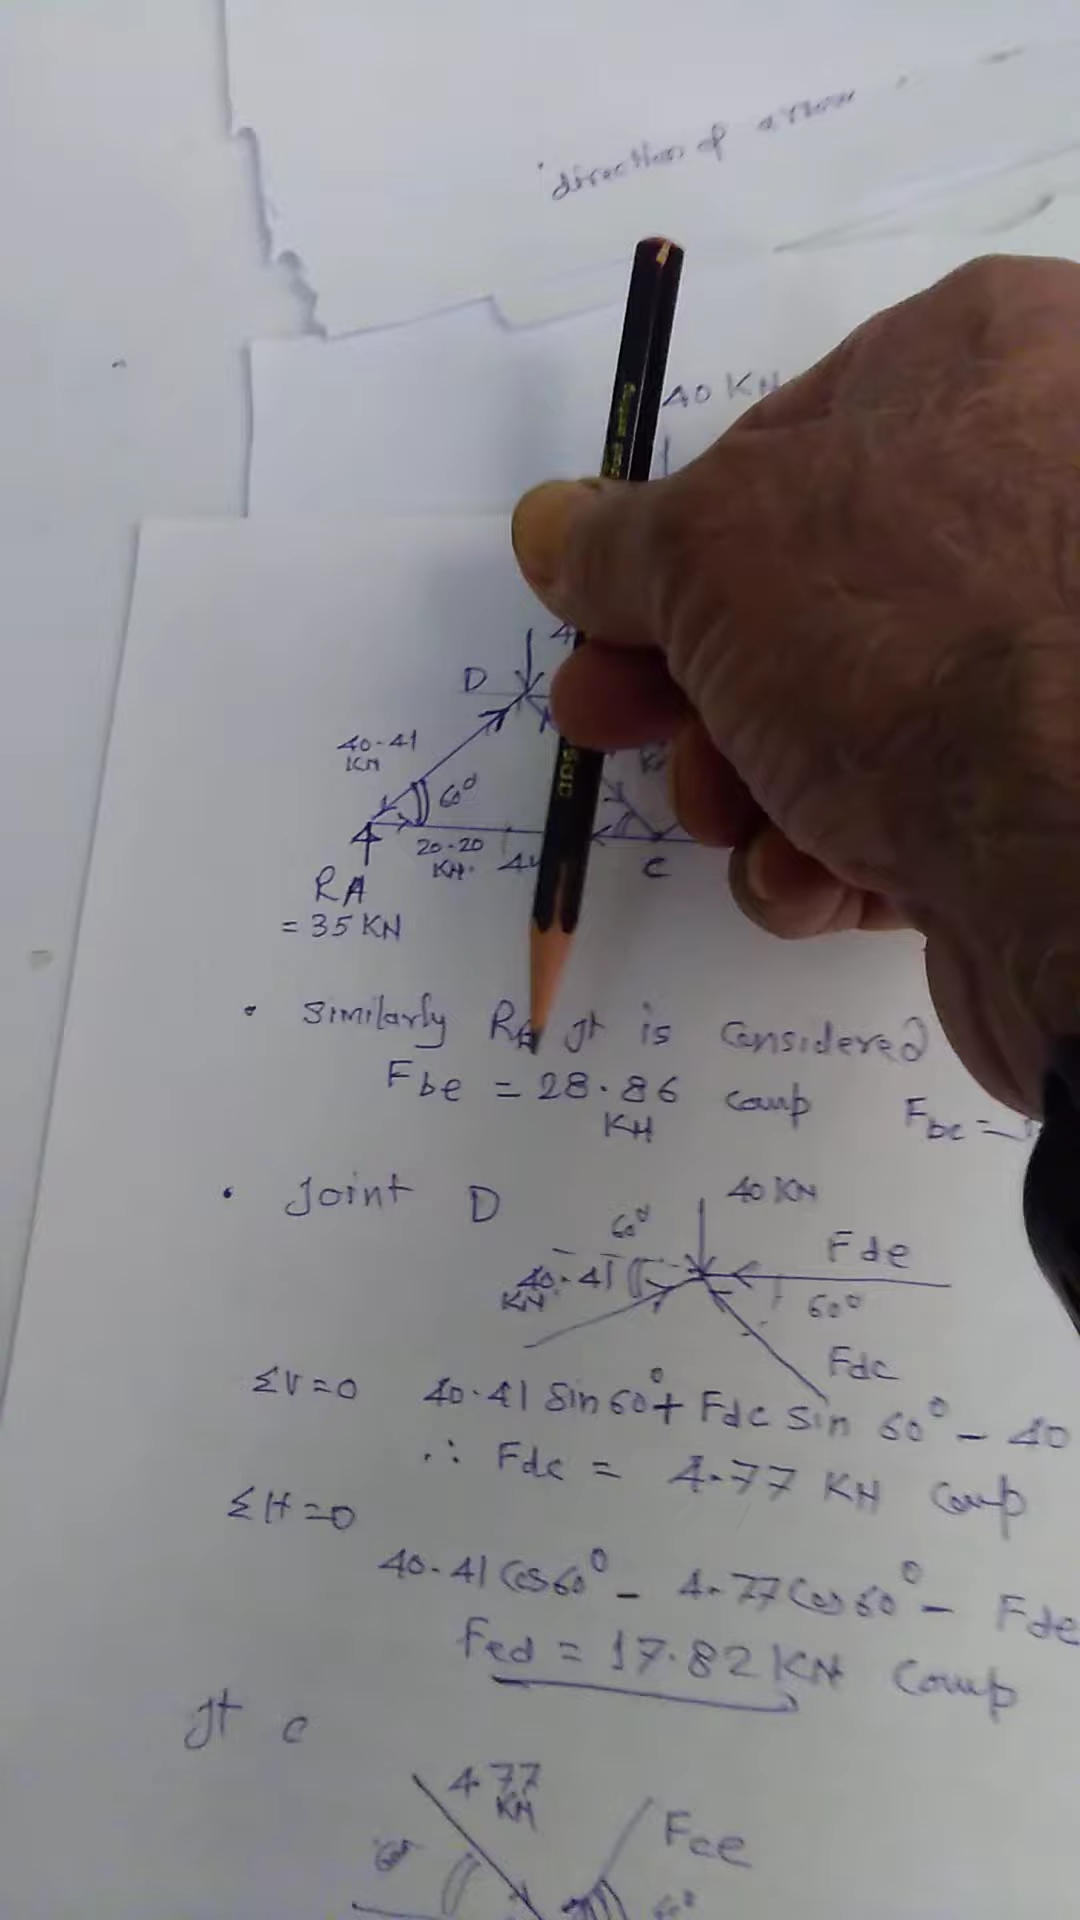 direction of arrow
40 KN
D
40.41
KN
60°
20.20
KN.
C
RA
= 35 KN
• Similarly jt is Considered
Fbe = 28.86 comp Fbc =
KN
• Joint D
40 KN
60°
Fde
40.41
KN
60°
Fdc
ΣV=0 40.41 Sin 60° + Fdc Sin 60° - 40
∴ Fdc = 4.77 KN Comp
ΣH=0
40.41 Cos60° - 4.77 Cos 60° - Fde
Fed = 17.82 KN Comp
Jt C
4.77
KN
Fce
60°
60°